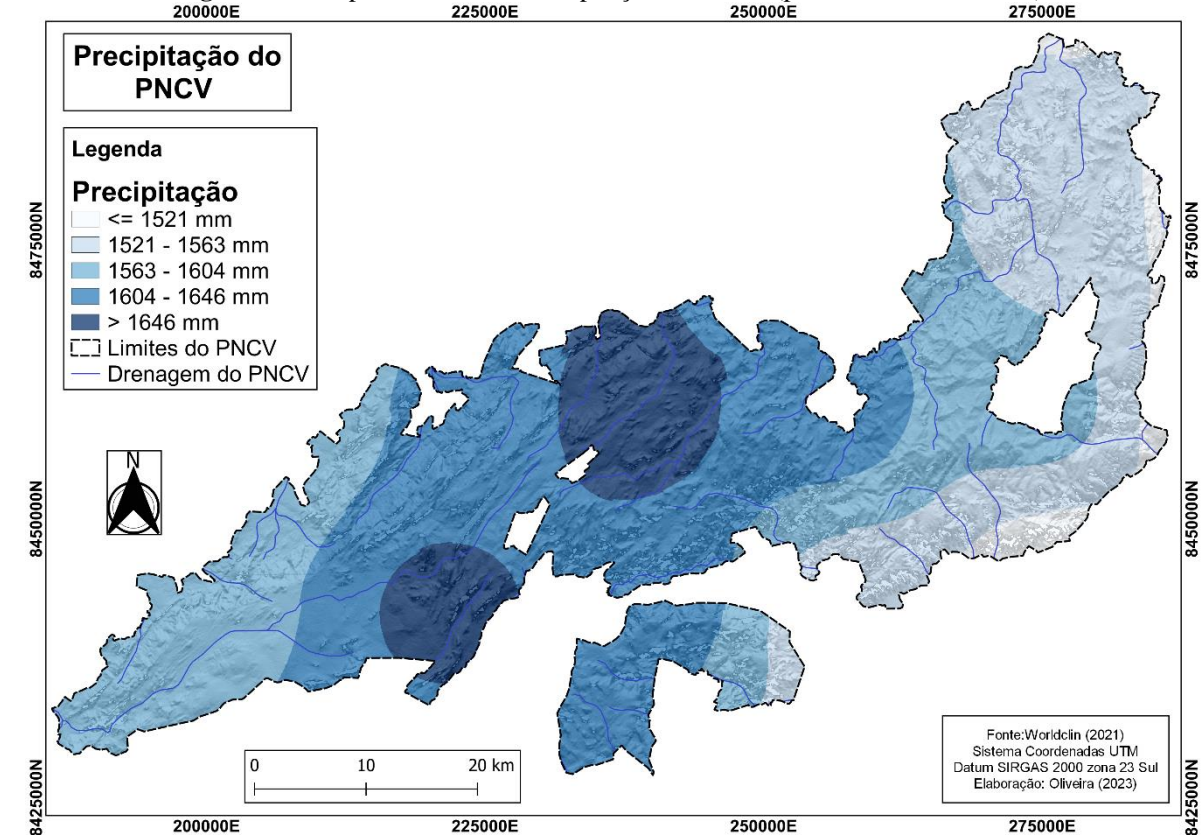 200000E 225000E 250000E 275000E
Precipitação do
PNCV
Legenda
Precipitação
<= 1521 mm
1521 - 1563 mm
1563 - 1604 mm
1604 - 1646 mm
> 1646 mm
Limites do PNCV
Drenagem do PNCV
N
8475000N
8450000N
8425000N
8475000N
8450000N
8425000N
0 10 20 km
Fonte:Worldclin (2021)
Sistema Coordenadas UTM
Datum SIRGAS 2000 zona 23 Sul
Elaboração: Oliveira (2023)
200000E 225000E 250000E 275000E